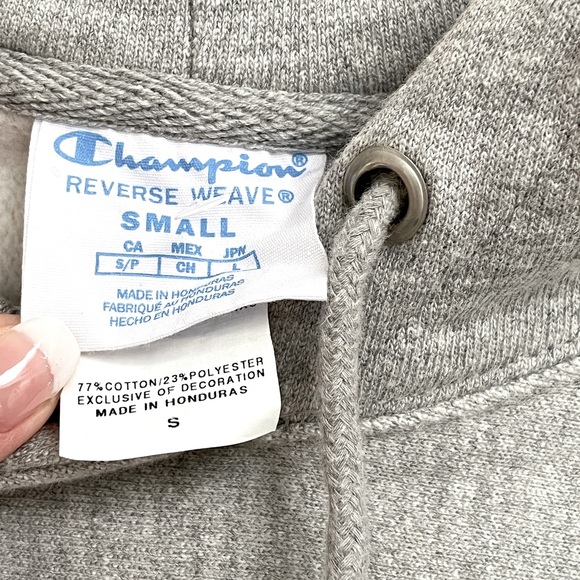 Champion®
REVERSE WEAVE®
SMALL
CA MEX JPN
S/P CH L
MADE IN HONDURAS
FABRIQUÉ AU HONDURAS
HECHO EN HONDURAS
77%COTTON/23%POLYESTER
EXCLUSIVE OF DECORATION
MADE IN HONDURAS
S